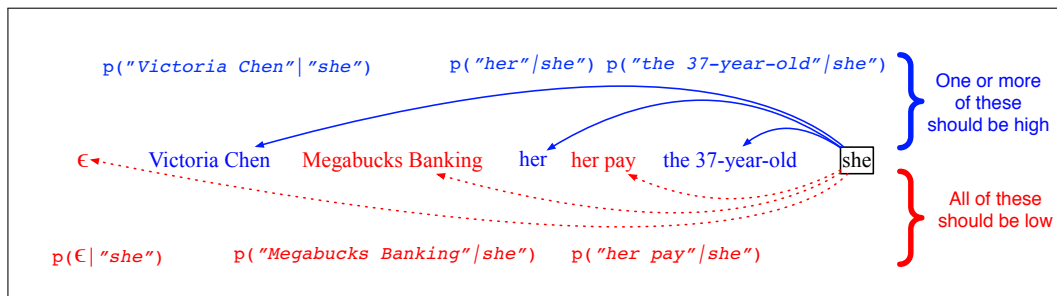 p("Victoria Chen"|"she") p("her"|she") p("the 37-year-old"|she")
One or more
of these
should be high
ϵ Victoria Chen Megabucks Banking her her pay the 37-year-old she
All of these
should be low
p(ϵ|"she") p("Megabucks Banking"|she") p("her pay"|she")